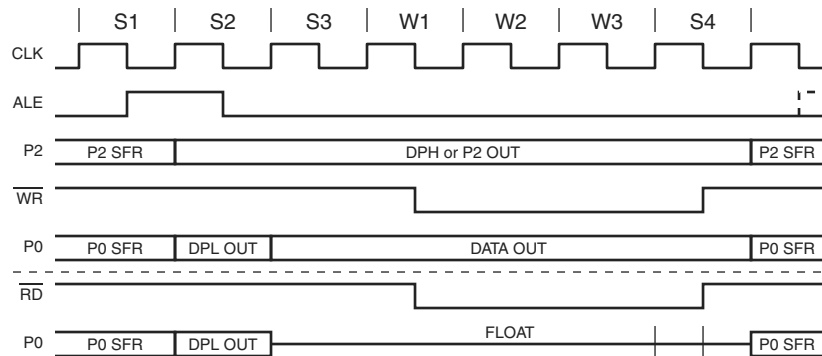 S1 S2 S3 W1 W2 W3 S4
CLK
ALE
P2 P2 SFR DPH or P2 OUT P2 SFR
WR
P0 P0 SFR DPL OUT DATA OUT P0 SFR
RD
P0 P0 SFR DPL OUT FLOAT P0 SFR